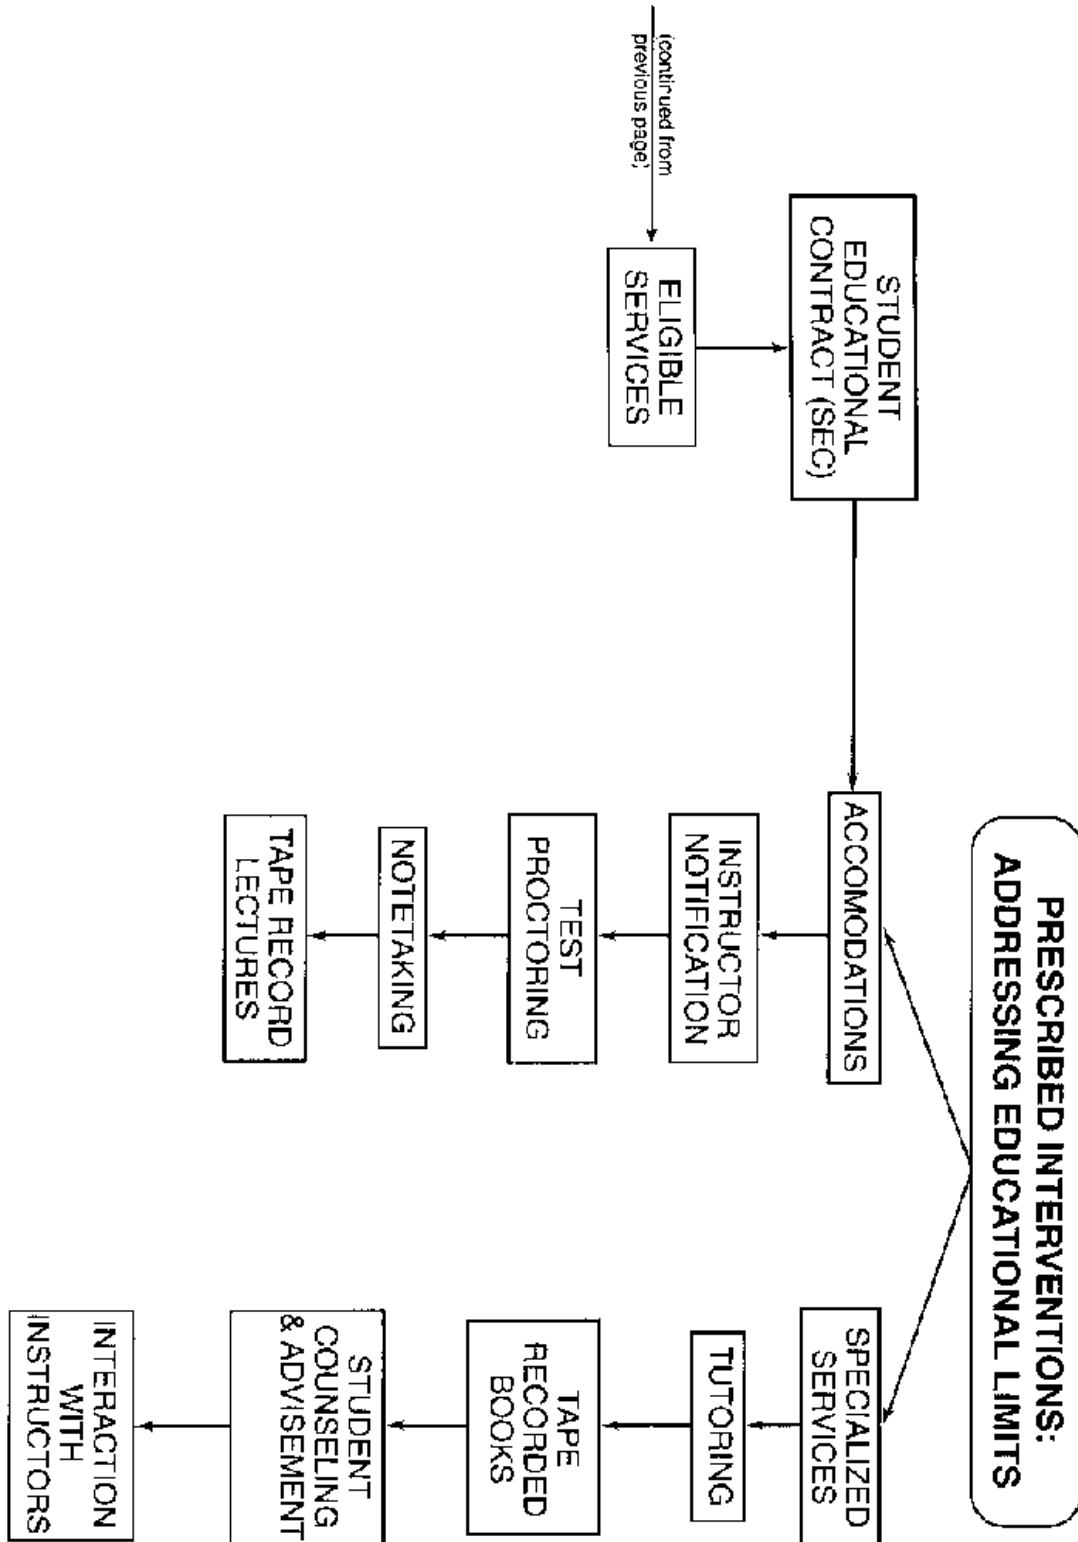 PRESCRIBED INTERVENTIONS:
ADDRESSING EDUCATIONAL LIMITS
(continued from
previous page)
ELIGIBLE
SERVICES
STUDENT
EDUCATIONAL
CONTRACT (SEC)
ACCOMODATIONS
INSTRUCTOR
NOTIFICATION
TEST
PROCTORING
NOTETAKING
TAPE RECORD
LECTURES
SPECIALIZED
SERVICES
TUTORING
TAPE
RECORDED
BOOKS
STUDENT
COUNSELING
& ADVISEMENT
INTERACTION
WITH
INSTRUCTORS